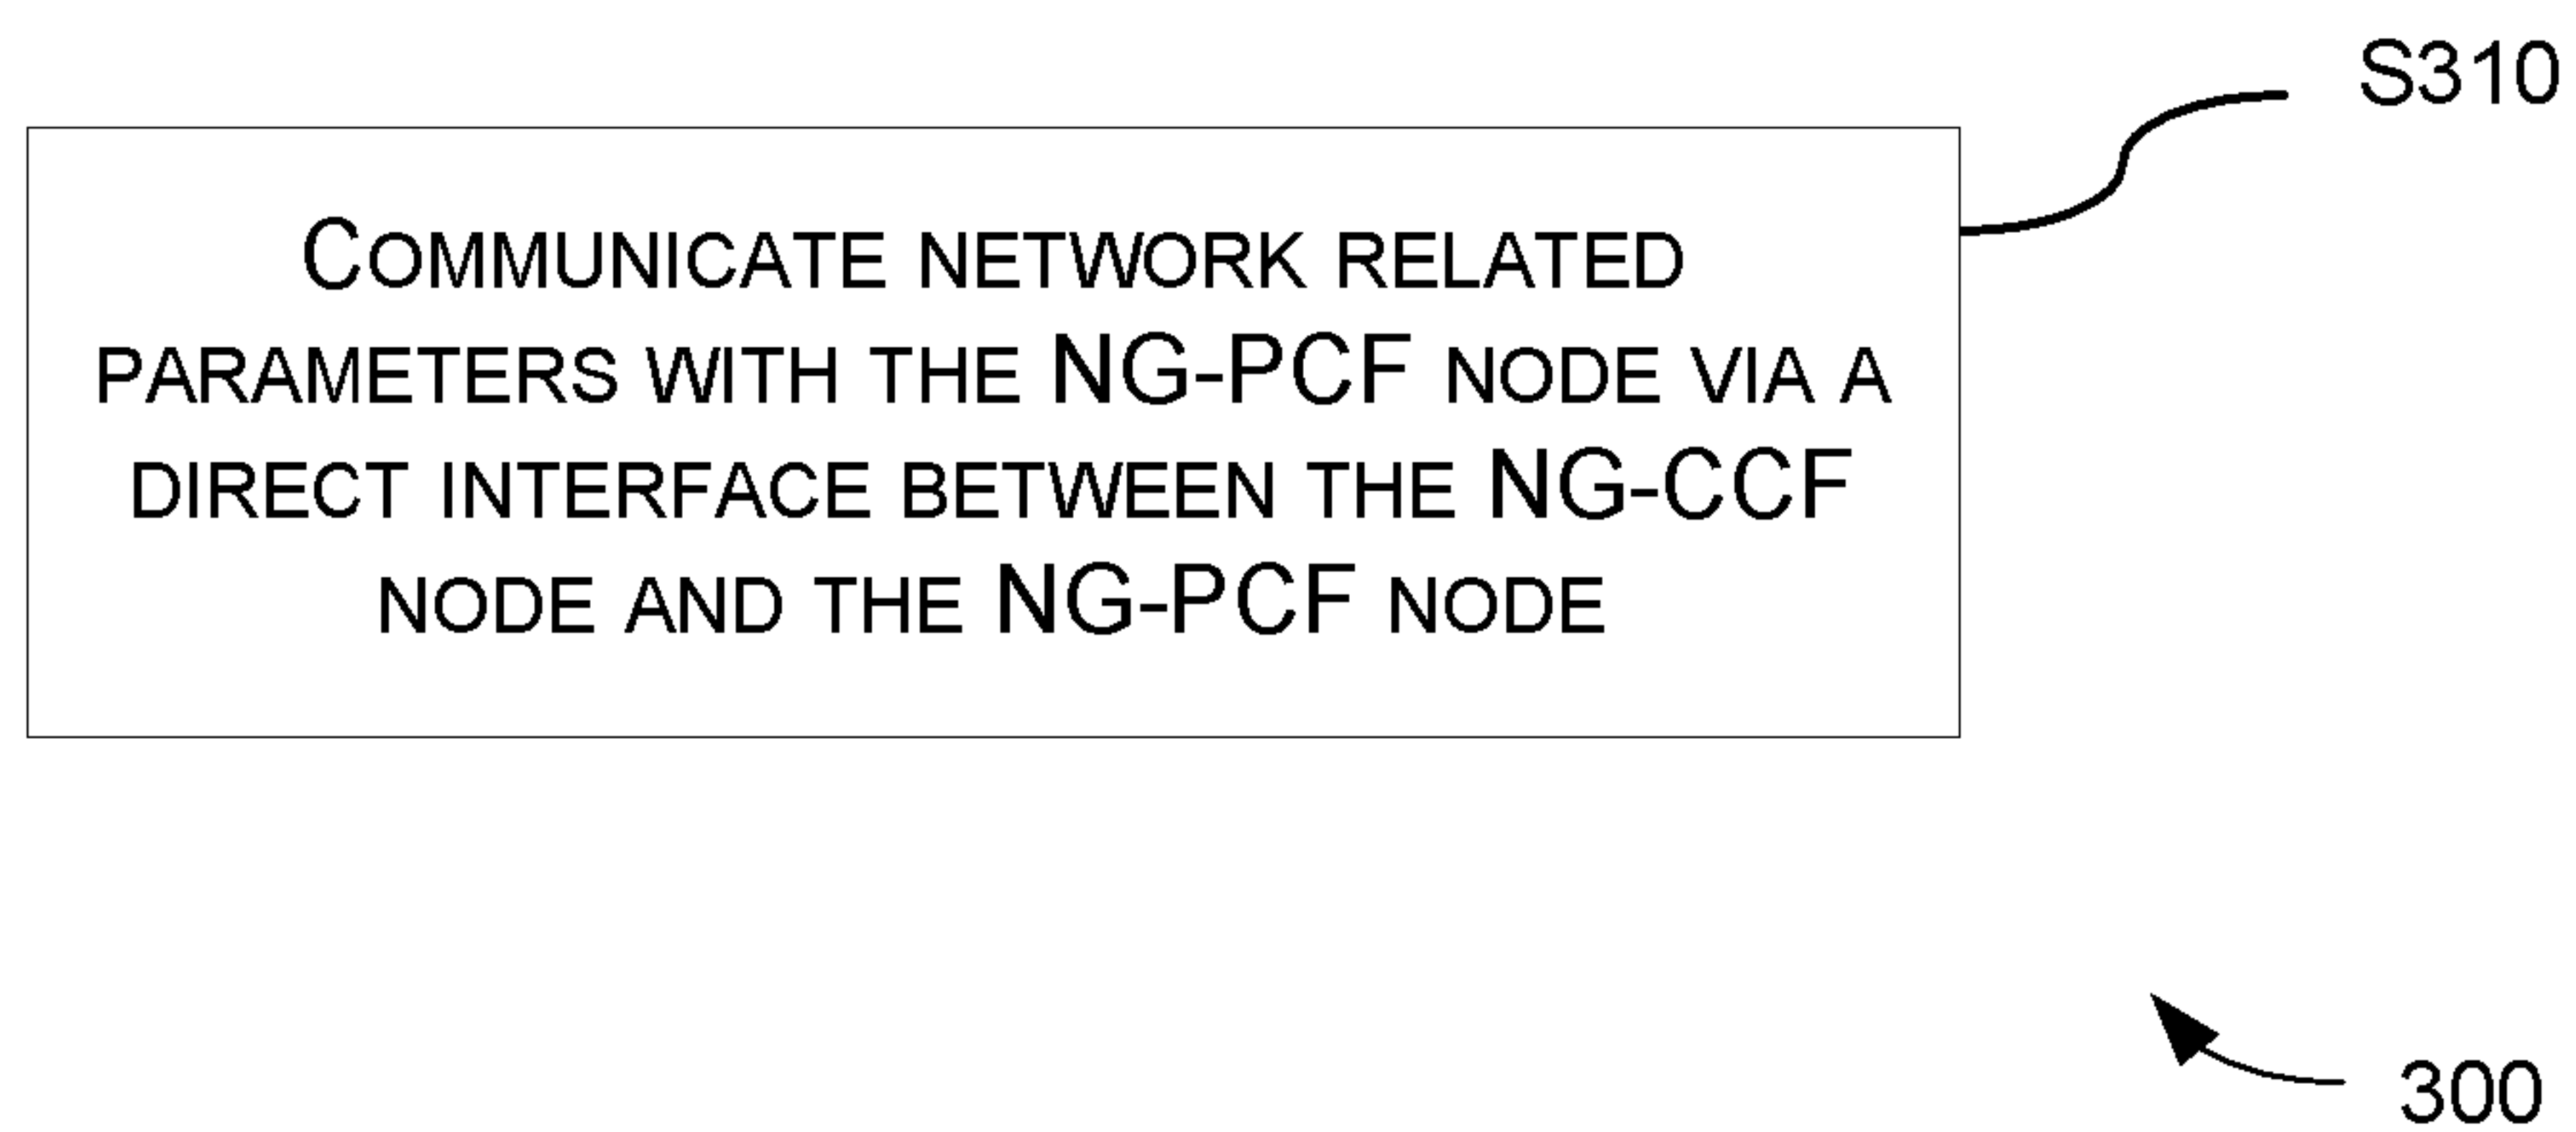 S310
COMMUNICATE NETWORK RELATED
PARAMETERS WITH THE NG-PCF NODE VIA A
DIRECT INTERFACE BETWEEN THE NG-CCF
NODE AND THE NG-PCF NODE
300